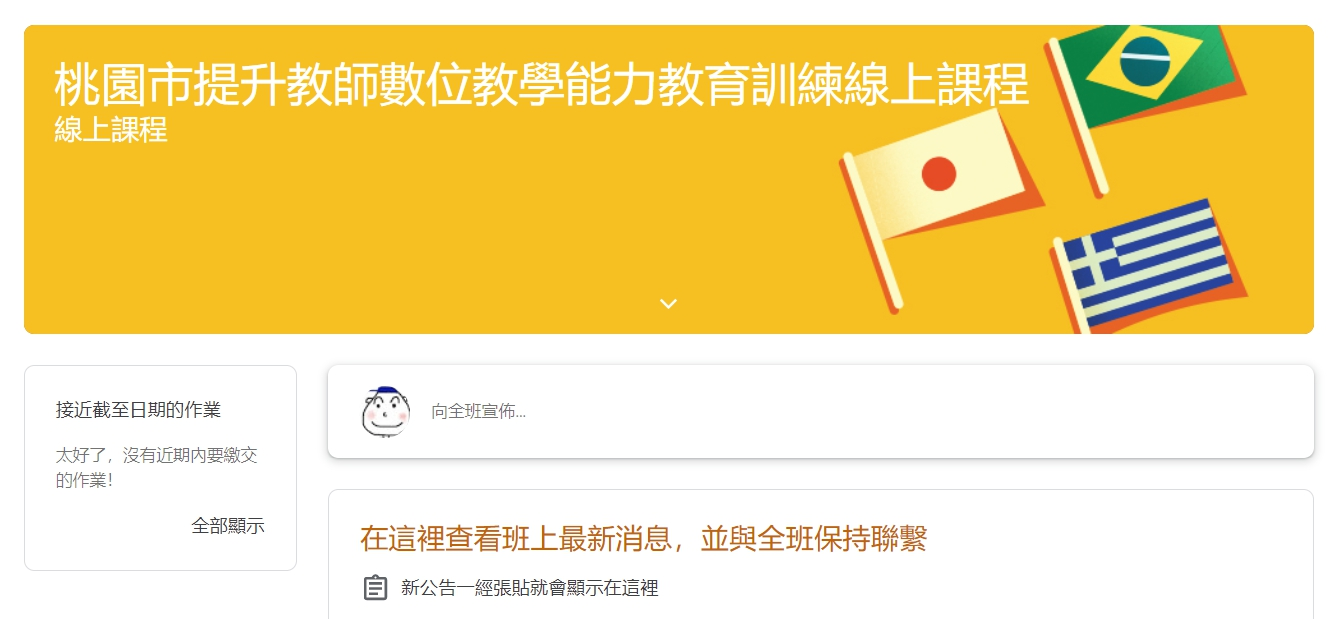 桃園市提升教師數位教學能力教育訓練線上課程
線上課程
接近截至日期的作業
太好了，沒有近期內要繳交
的作業！
全部顯示
向全班宣佈...
在這裡查看班上最新消息，並與全班保持聯繫
新公告一經張貼就會顯示在這裡